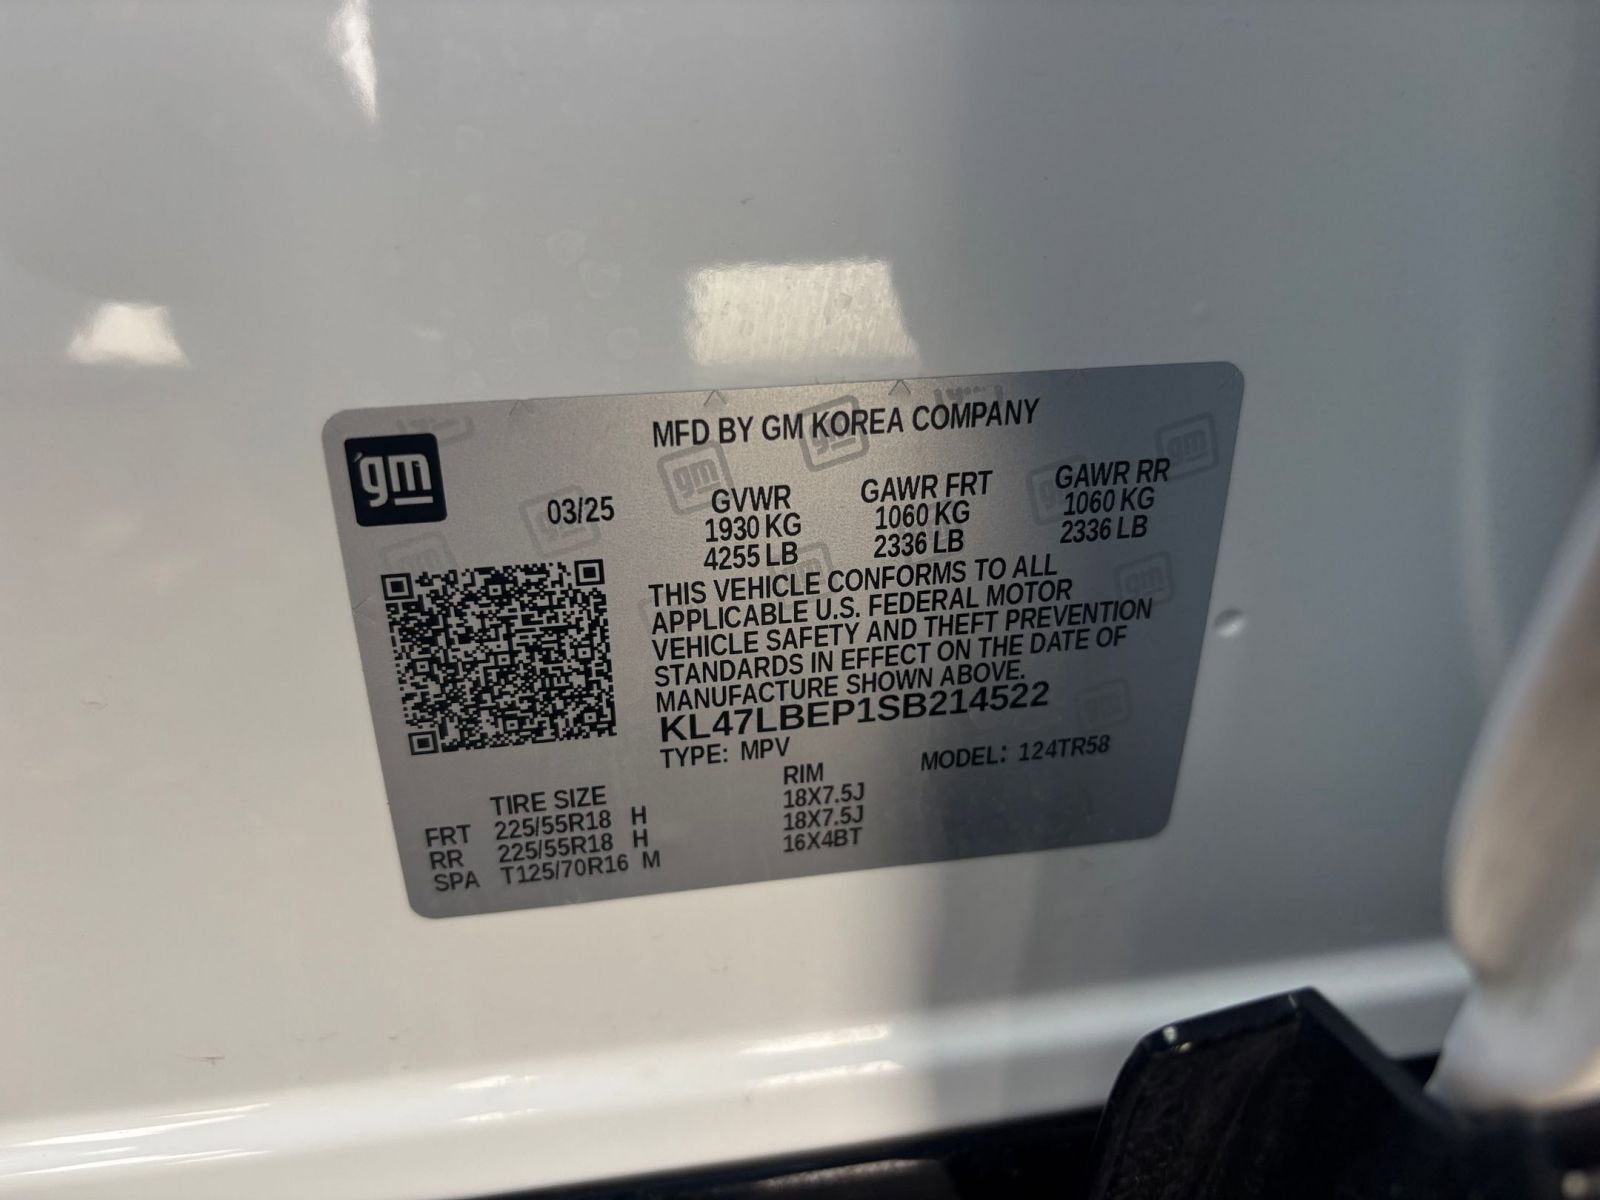 gm
MFD BY GM KOREA COMPANY
03/25
GVWR GAWR FRT GAWR RR
1930 KG 1060 KG 1060 KG
4255 LB 2336 LB 2336 LB
THIS VEHICLE CONFORMS TO ALL
APPLICABLE U.S. FEDERAL MOTOR
VEHICLE SAFETY AND THEFT PREVENTION
STANDARDS IN EFFECT ON THE DATE OF
MANUFACTURE SHOWN ABOVE.
KL47LBEP1SB214522
TYPE: MPV MODEL: 124TR58
TIRE SIZE RIM
FRT 225/55R18 H 18X7.5J
RR 225/55R18 H 18X7.5J
SPA T125/70R16 M 16X4BT